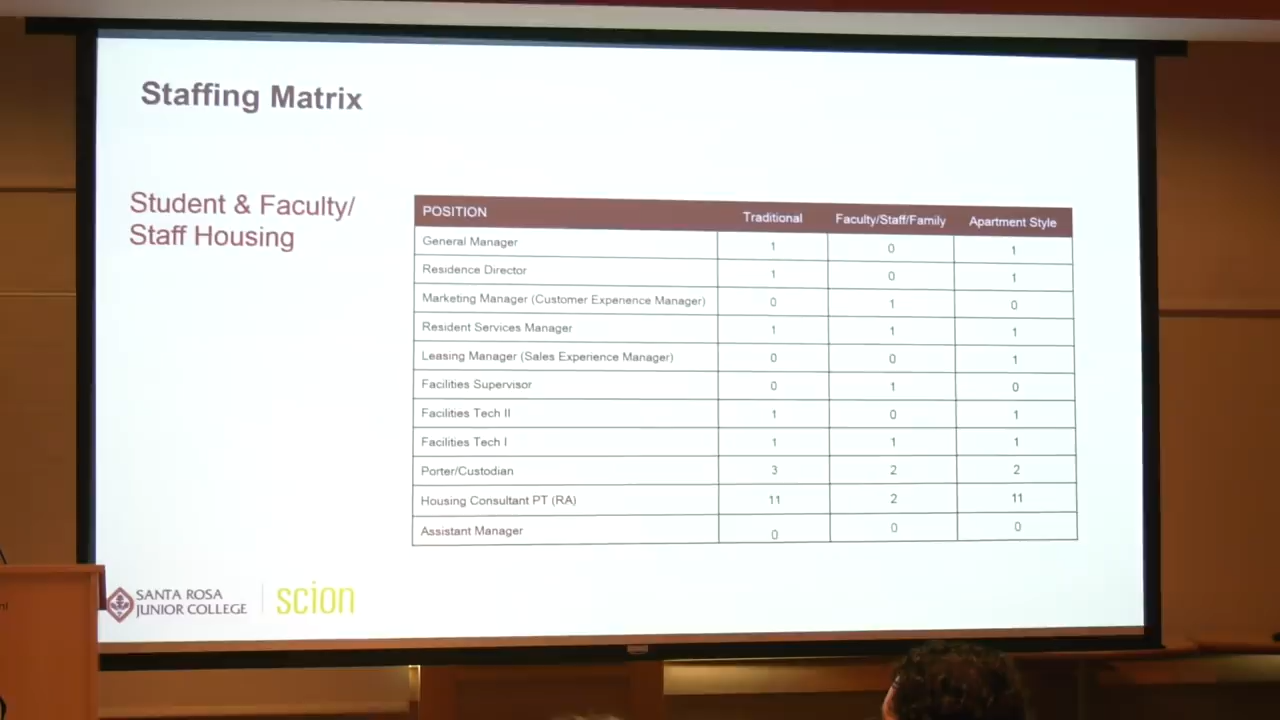 Staffing Matrix
Student & Faculty/
Staff Housing
POSITION Traditional Faculty/Staff/Family Apartment Style
General Manager 1 0 1
Residence Director 1 0 1
Marketing Manager (Customer Experience Manager) 0 1 0
Resident Services Manager 1 1 1
Leasing Manager (Sales Experience Manager) 0 0 1
Facilities Supervisor 0 1 0
Facilities Tech II 1 0 1
Facilities Tech I 1 1 1
Porter/Custodian 3 2 2
Housing Consultant PT (RA) 11 2 11
Assistant Manager 0 0 0
SANTA ROSA
JUNIOR COLLEGE
scion